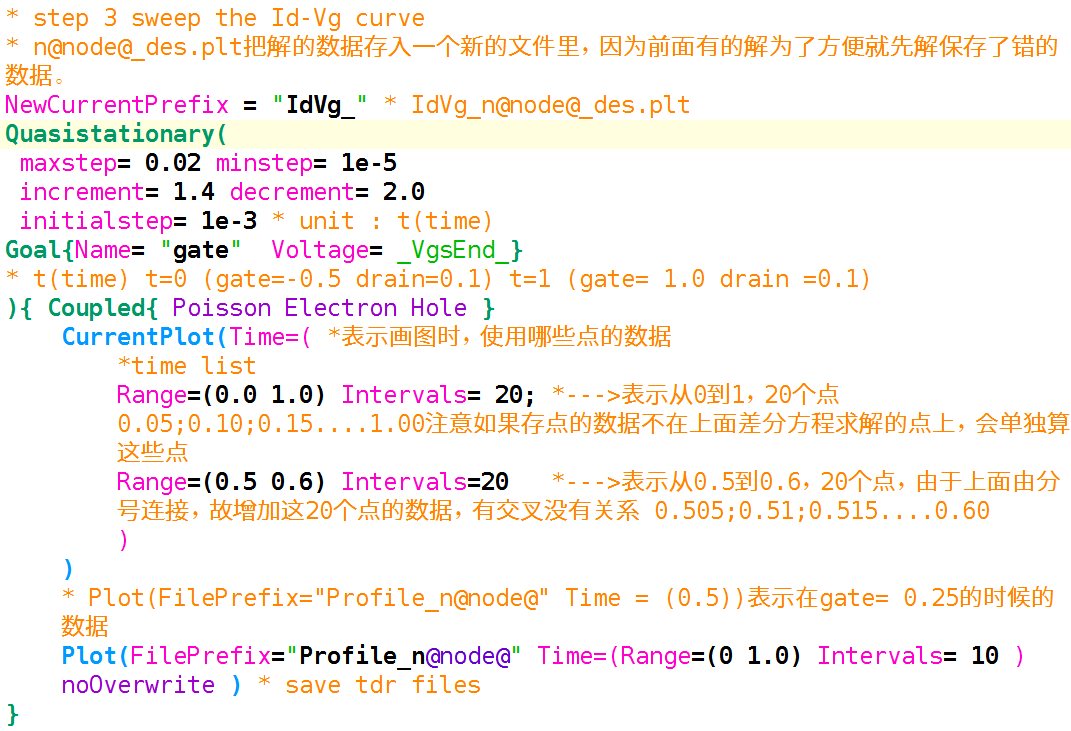 * step 3 sweep the Id-Vg curve
* n@node@_des.plt把解的数据存入一个新的文件里，因为前面有的解为了方便就先解保存了错的
数据。
NewCurrentPrefix = "IdVg_" * IdVg_n@node@_des.plt
Quasistationary(
maxstep= 0.02 minstep= 1e-5
increment= 1.4 decrement= 2.0
initialstep= 1e-3 * unit : t(time)
Goal{Name= "gate"  Voltage= _VgsEnd_}
* t(time) t=0 (gate=-0.5 drain=0.1) t=1 (gate= 1.0 drain =0.1)
){ Coupled{ Poisson Electron Hole }
CurrentPlot(Time=( *表示画图时，使用哪些点的数据
*time list
Range=(0.0 1.0) Intervals= 20; *--->表示从0到1，20个点
0.05;0.10;0.15....1.00注意如果存点的数据不在上面差分方程求解的点上，会单独算
这些点
Range=(0.5 0.6) Intervals=20   *--->表示从0.5到0.6，20个点，由于上面由分
号连接，故增加这20个点的数据，有交叉没有关系 0.505;0.51;0.515....0.60
)
)
* Plot(FilePrefix="Profile_n@node@" Time = (0.5))表示在gate= 0.25的时候的
数据
Plot(FilePrefix="Profile_n@node@" Time=(Range=(0 1.0) Intervals= 10 )
noOverwrite ) * save tdr files
}